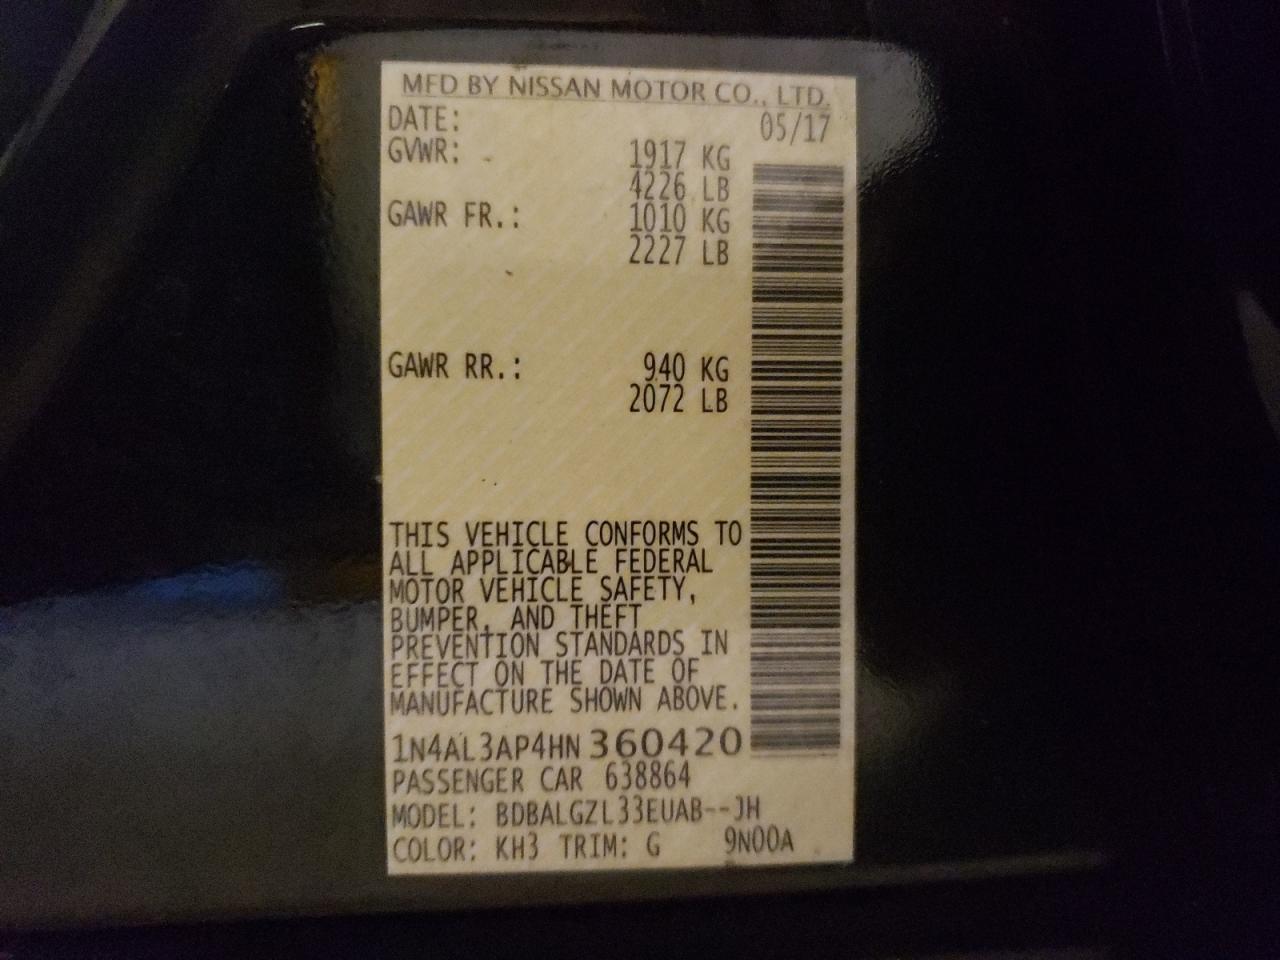 MFD BY NISSAN MOTOR CO., LTD.
DATE: 05/17
GVWR: 1917 KG
4226 LB
GAWR FR.: 1010 KG
2227 LB
GAWR RR.: 940 KG
2072 LB
THIS VEHICLE CONFORMS TO
ALL APPLICABLE FEDERAL
MOTOR VEHICLE SAFETY,
BUMPER, AND THEFT
PREVENTION STANDARDS IN
EFFECT ON THE DATE OF
MANUFACTURE SHOWN ABOVE.
1N4AL3AP4HN360420
PASSENGER CAR 638864
MODEL: BDBALGZL33EUAB--JH
COLOR: KH3 TRIM: G 9N00A